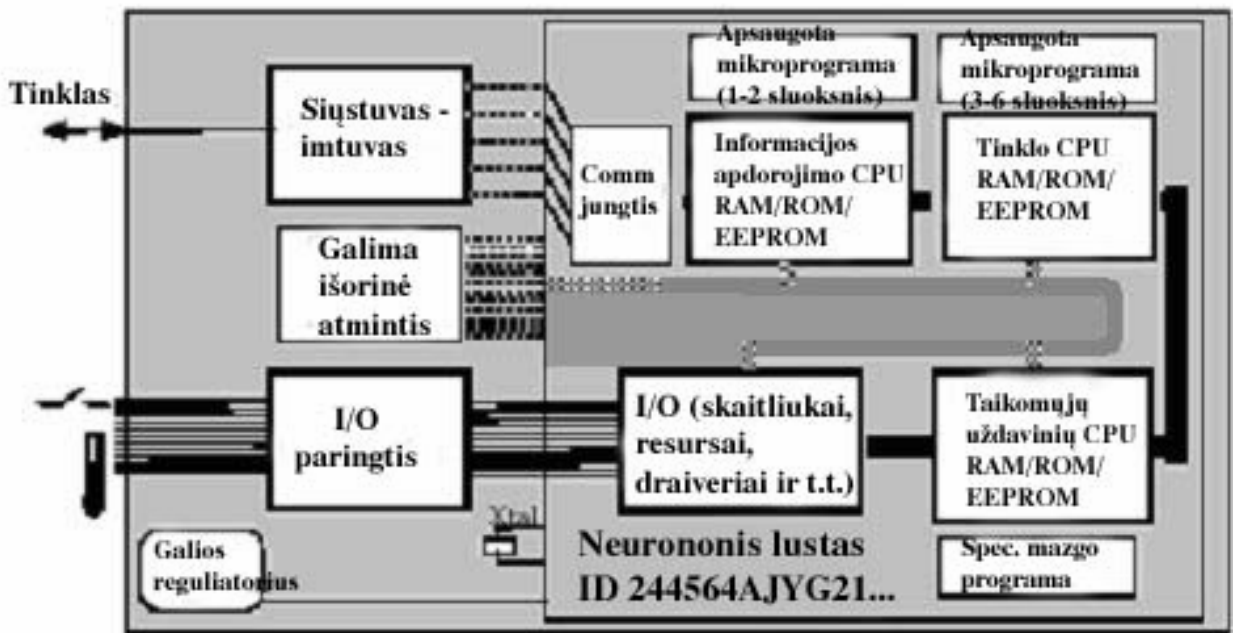 Apsaugota
mikroprograma
(1-2 sluoksnis)
Apsaugota
mikroprograma
(3-6 sluoksnis)
Tinklas
Siųstuvas -
imtuvas
Comm
jungtis
Informacijos
apdorojimo CPU
RAM/ROM/
EEPROM
Tinklo CPU
RAM/ROM/
EEPROM
Galima
išorinė
atmintis
I/O
paringtis
I/O (skaitliukai,
resursai,
draiveriai ir t.t.)
Taikomųjų
uždavinių CPU
RAM/ROM/
EEPROM
Xtal
Galios
reguliatorius
Neurononis lustas
ID 244564AJYG21...
Spec. mazgo
programa